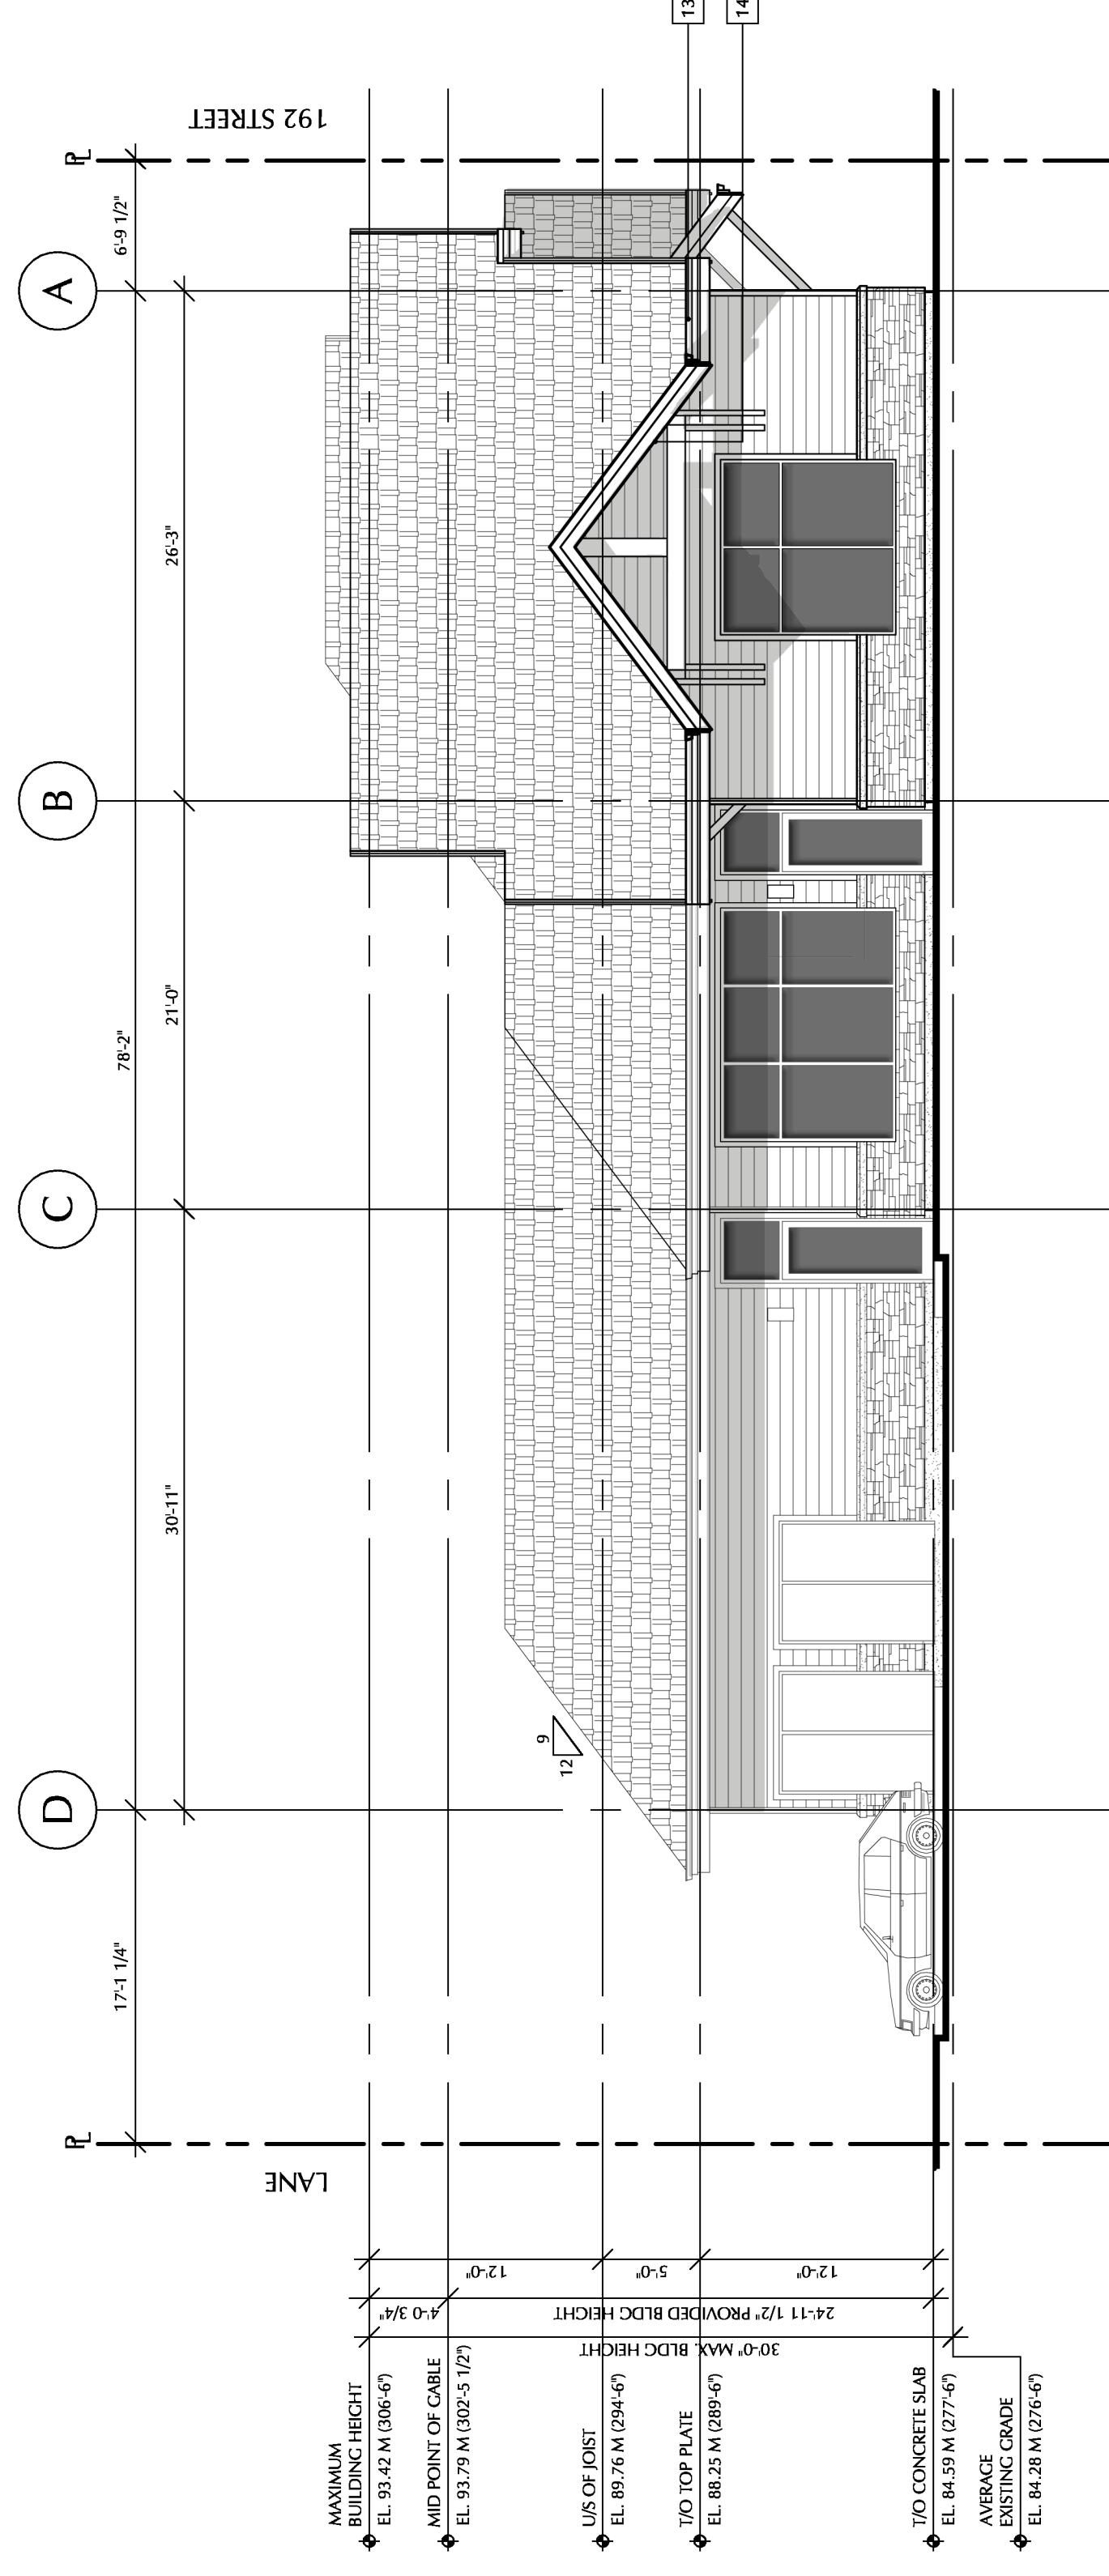 192 STREET
13
14
P
L
6'-9 1/2"
A
26'-3"
B
21'-0"
78'-2"
C
30'-11"
9
12
D
17'-1 1/4"
P
L
LANE
12'-0"
5'-0"
12'-0"
4'-0 3/4"
24'-11 1/2" PROVIDED BLDG HEIGHT
30'-0" MAX. BLDG HEIGHT
MAXIMUM
BUILDING HEIGHT
EL. 93.42 M (306'-6")
MID POINT OF GABLE
EL. 93.79 M (302'-5 1/2")
U/S OF JOIST
EL. 89.76 M (294'-6")
T/O TOP PLATE
EL. 88.25 M (289'-6")
T/O CONCRETE SLAB
EL. 84.59 M (277'-6")
AVERAGE
EXISTING GRADE
EL. 84.28 M (276'-6")